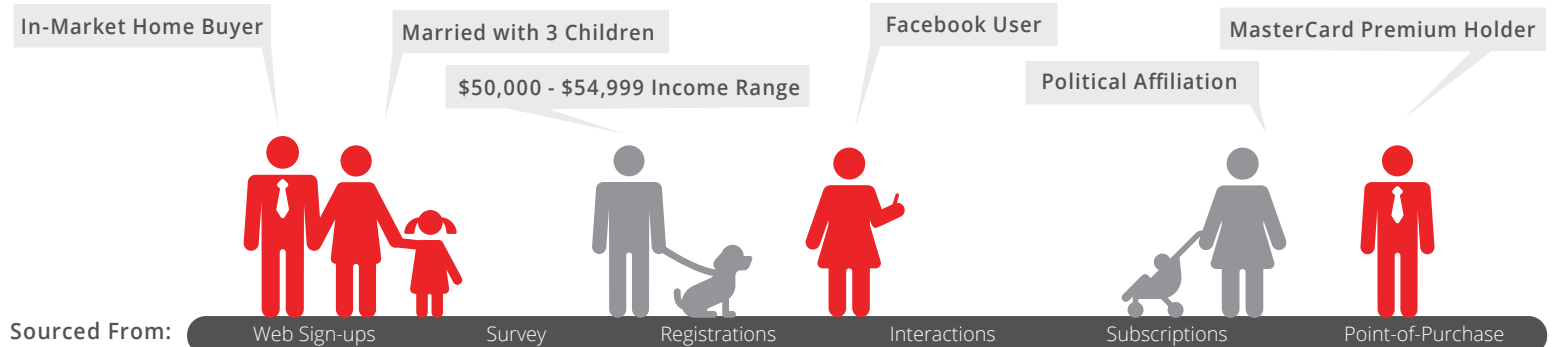 In-Market Home Buyer
Married with 3 Children
$50,000 - $54,999 Income Range
Facebook User
Political Affiliation
MasterCard Premium Holder
Sourced From: Web Sign-ups Survey Registrations Interactions Subscriptions Point-of-Purchase